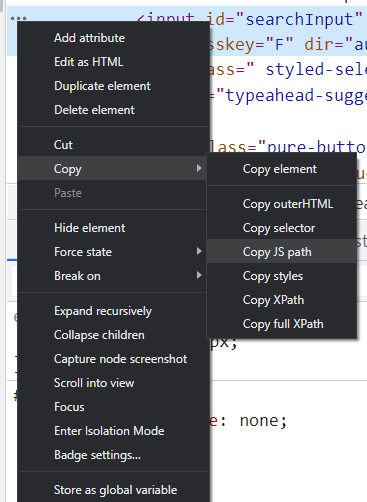 <input id="searchInput"
Add attribute
sskey="F" dir="au
Edit as HTML
ass=" styled-sele
Duplicate element
="typeahead-sugge
Delete element
Cut
lass="pure-button
Copy
Copy element
Paste
Copy outerHTML
Hide element
Copy selector
Force state
Copy JS path
Break on
Copy styles
Copy XPath
Expand recursively
Copy full XPath
Collapse children
px;
Capture node screenshot
Scroll into view
Focus
e: none;
Enter Isolation Mode
Badge settings...
Store as global variable